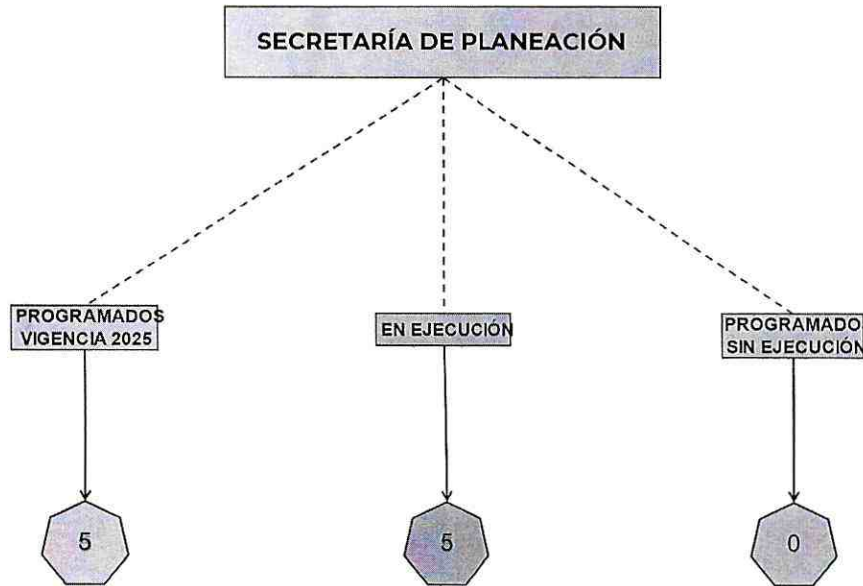 SECRETARÍA DE PLANEACIÓN
PROGRAMADOS
VIGENCIA 2025
EN EJECUCIÓN
PROGRAMADO
SIN EJECUCIÓN
5
5
0